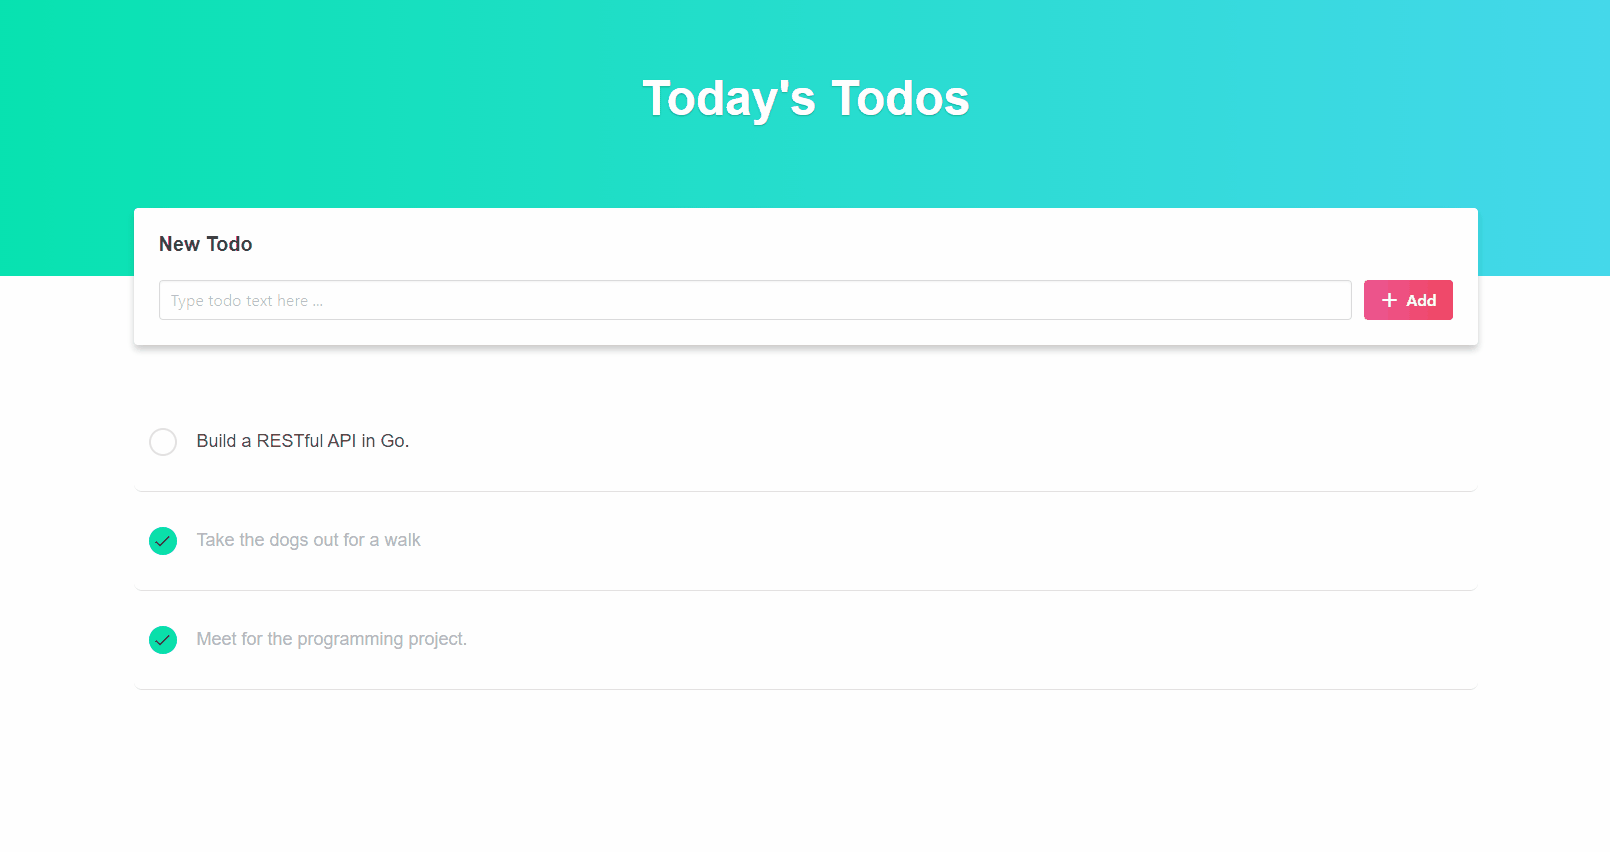 Today's Todos
New Todo
Type todo text here ...
Add
Build a RESTful API in Go.
Take the dogs out for a walk
Meet for the programming project.